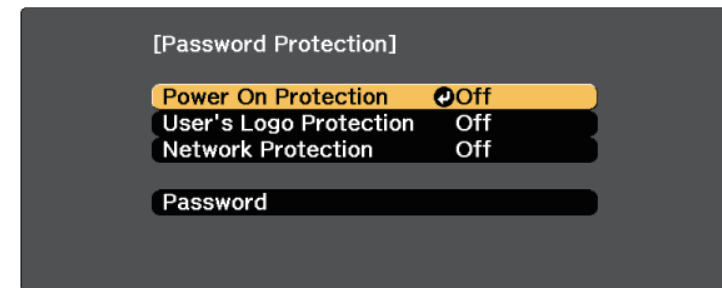 [Password Protection]
Power On Protection Off
User's Logo Protection Off
Network Protection Off
Password